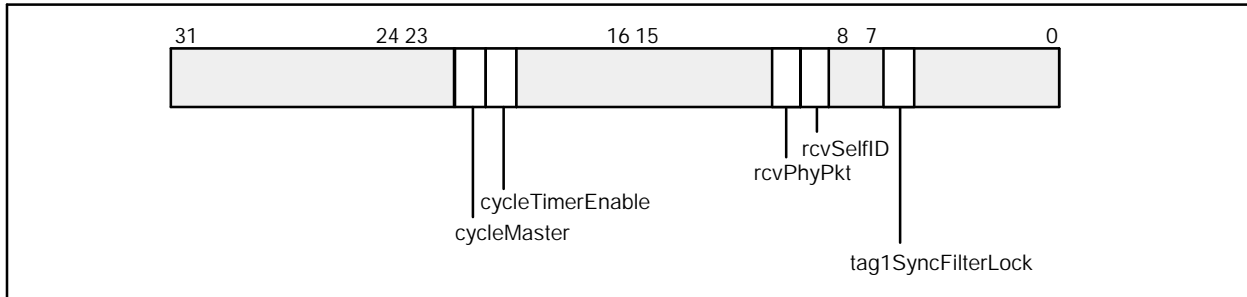 31 24 23 16 15 8 7 0
rcvSelfID
rcvPhyPkt
cycleTimerEnable
cycleMaster
tag1SyncFilterLock